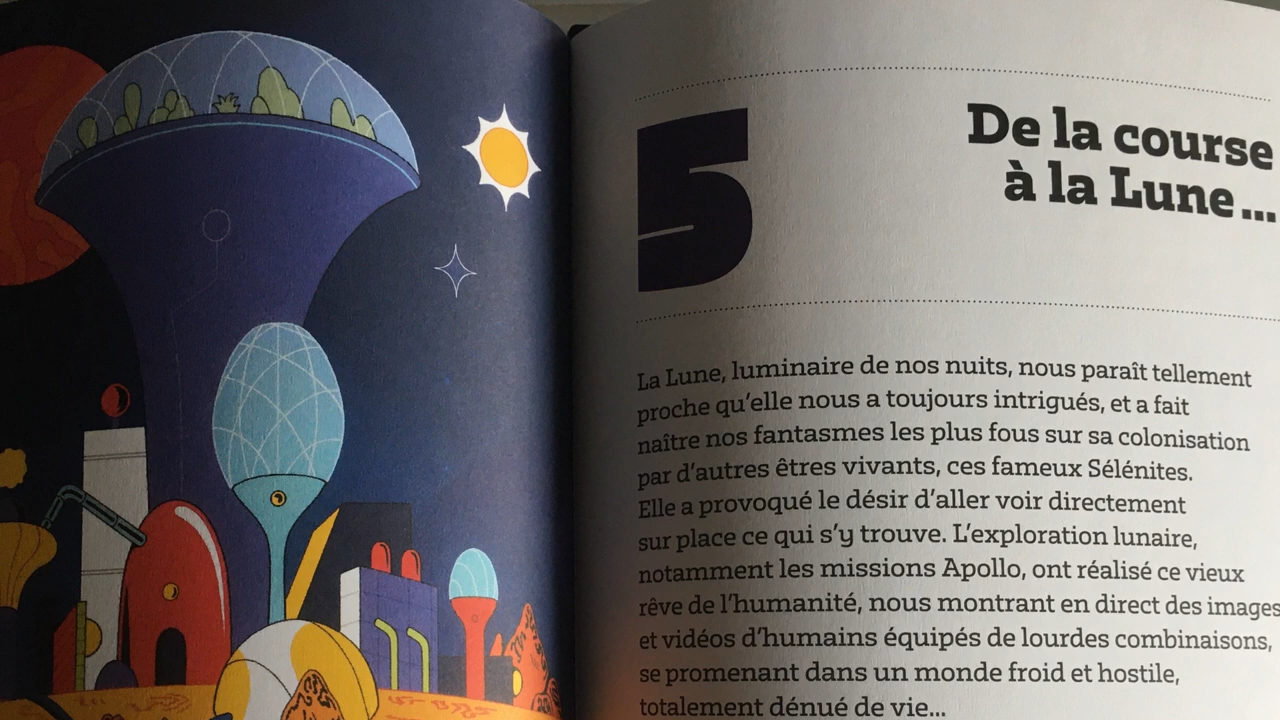 5
De la course
à la Lune...
La Lune, luminaire de nos nuits, nous paraît tellement
proche qu'elle nous a toujours intrigués, et a fait
naître nos fantasmes les plus fous sur sa colonisation
par d'autres êtres vivants, ces fameux Sélénites.
Elle a provoqué le désir d'aller voir directement
sur place ce qui s'y trouve. L'exploration lunaire,
notamment les missions Apollo, ont réalisé ce vieux
rêve de l'humanité, nous montrant en direct des images
et vidéos d'humains équipés de lourdes combinaisons,
se promenant dans un monde froid et hostile,
totalement dénué de vie...